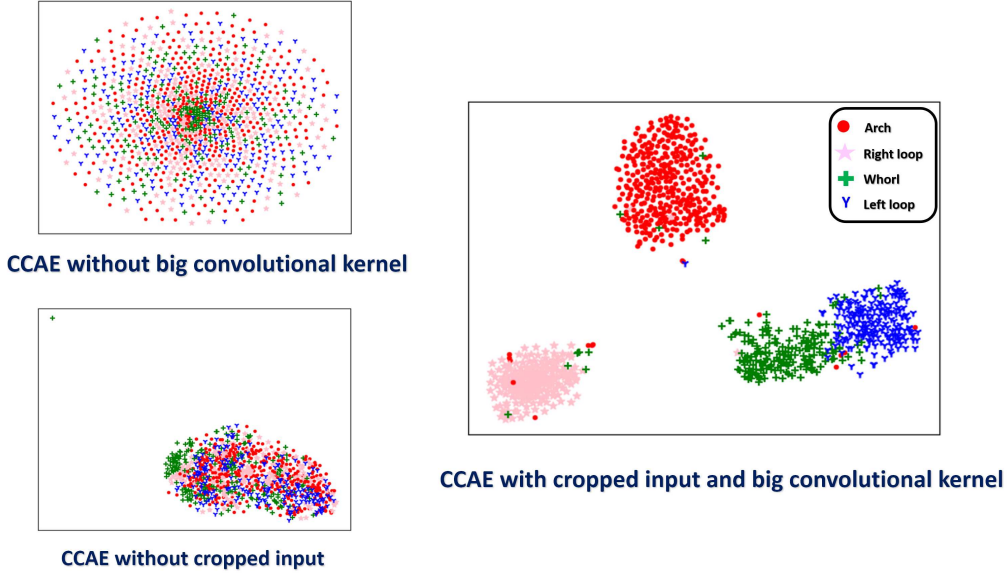 CCAE without big convolutional kernel
CCAE without cropped input
Arch
Right loop
Whorl
Left loop
CCAE with cropped input and big convolutional kernel